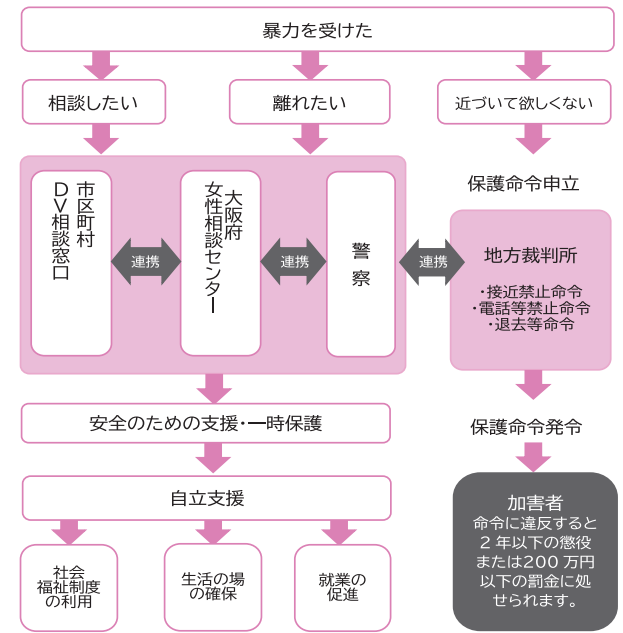 暴力を受けた
相談したい
離れたい
近づいて欲しくない
市区町村
DV相談窓口
連携
大阪府
女性相談センター
連携
警察
連携
保護命令申立
地方裁判所
・接近禁止命令
・電話等禁止命令
・退去等命令
安全のための支援・一時保護
保護命令発令
自立支援
社会
福祉制度
の利用
生活の場
の確保
就業の
促進
加害者
命令に違反すると
2年以下の懲役
または200万円
以下の罰金に処
せられます。